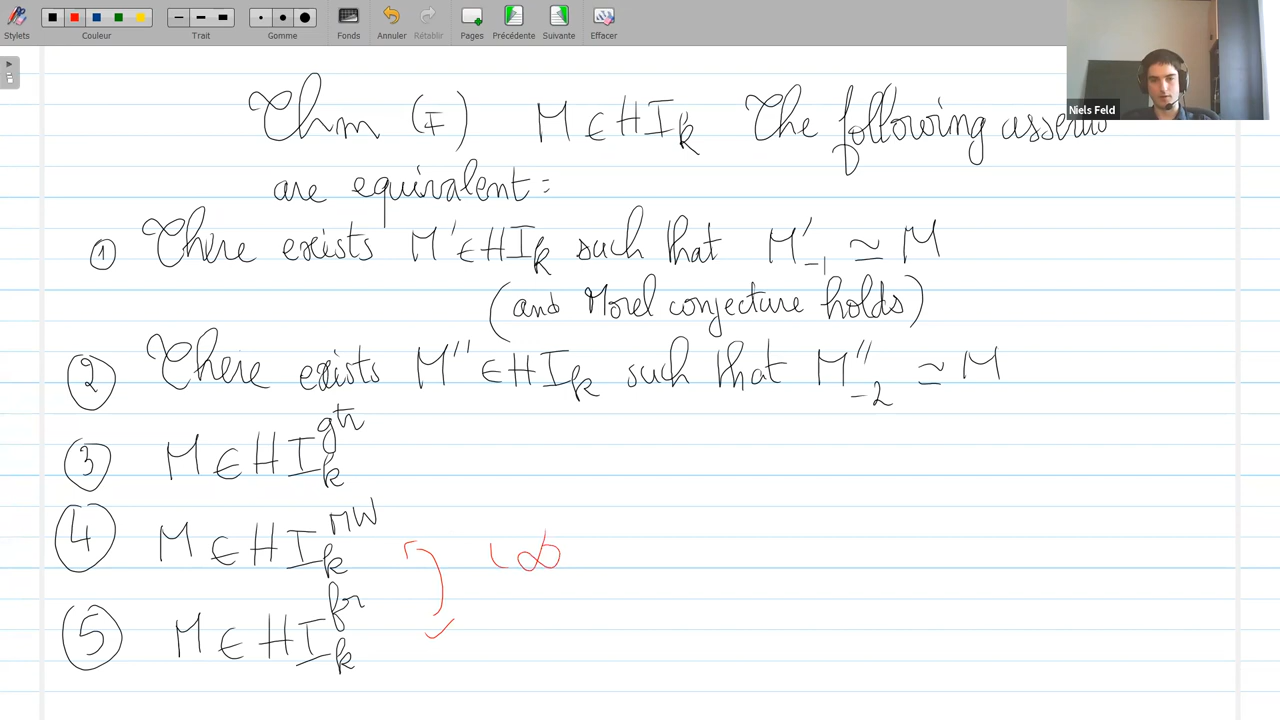 Stylets Couleur Trait Gomme Fonds Annuler Rétablir Pages Précédente Suivante Effacer
Niels Feld
Thm (I) M ∈ HI_k The following
are equivalent:
① There exists M' ∈ HI_k such that M'_{-1} ≃ M
(and Morel conjecture holds)
② There exists M'' ∈ HI_k such that M''_{-2} ≃ M
③ M ∈ HI_k^{gtr}
④ M ∈ HI_k^{MW}
⑤ M ∈ HI_k^{fr}
∞